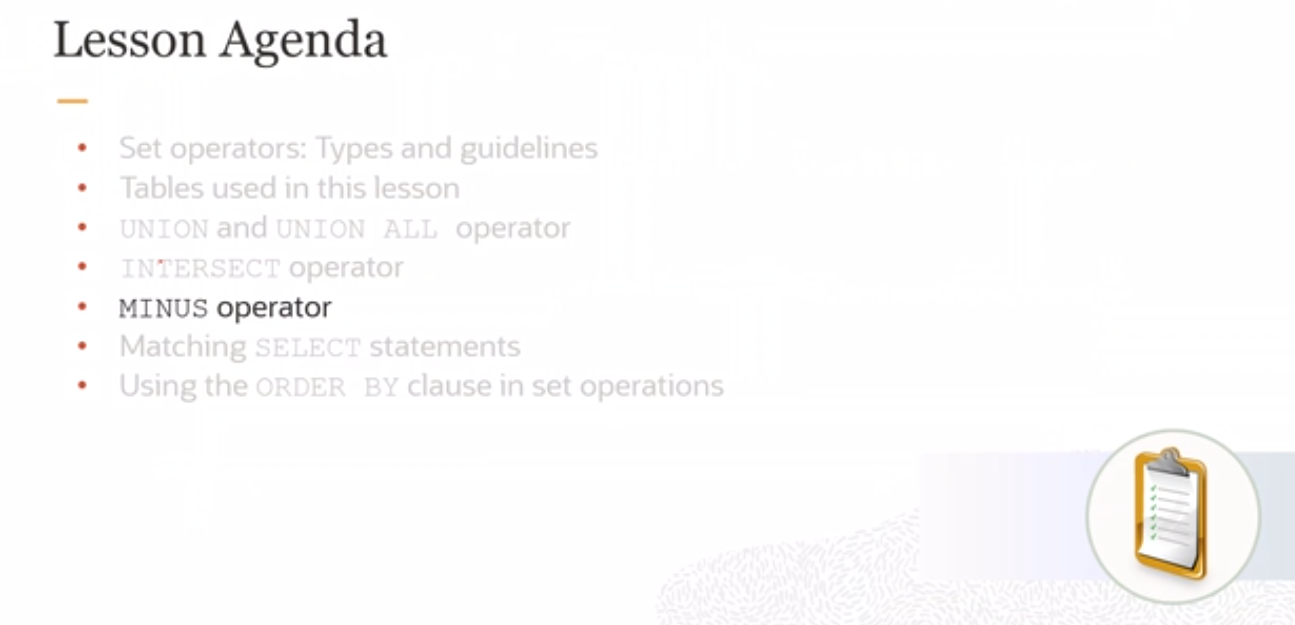 Lesson Agenda
• Set operators: Types and guidelines
• Tables used in this lesson
• UNION and UNION ALL operator
• INTERSECT operator
• MINUS operator
• Matching SELECT statements
• Using the ORDER BY clause in set operations